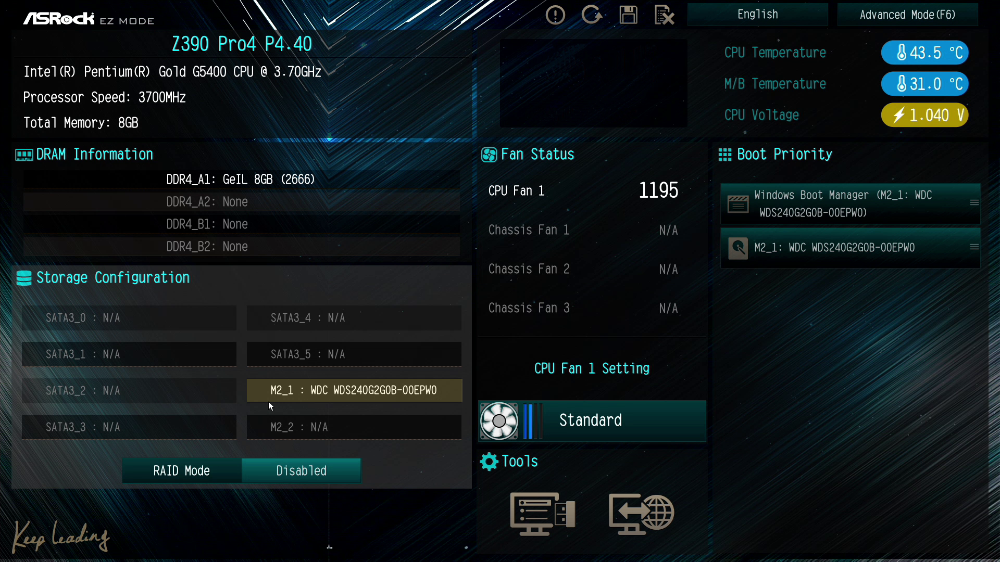 ASRock EZ MODE
English
Advanced Mode(F6)
Z390 Pro4 P4.40
Intel(R) Pentium(R) Gold G5400 CPU @ 3.70GHz
Processor Speed: 3700MHz
Total Memory: 8GB
CPU Temperature
43.5 °C
M/B Temperature
31.0 °C
CPU Voltage
1.040 V
DRAM Information
DDR4_A1: GeIL 8GB (2666)
DDR4_A2: None
DDR4_B1: None
DDR4_B2: None
Storage Configuration
SATA3_0 : N/A
SATA3_4 : N/A
SATA3_1 : N/A
SATA3_5 : N/A
SATA3_2 : N/A
M2_1 : WDC WDS240G2G0B-00EPW0
SATA3_3 : N/A
M2_2 : N/A
RAID Mode
Disabled
Keep Leading
Fan Status
CPU Fan 1 1195
Chassis Fan 1 N/A
Chassis Fan 2 N/A
Chassis Fan 3 N/A
CPU Fan 1 Setting
Standard
Tools
Boot Priority
Windows Boot Manager (M2_1: WDC
WDS240G2G0B-00EPW0)
M2_1: WDC WDS240G2G0B-00EPW0